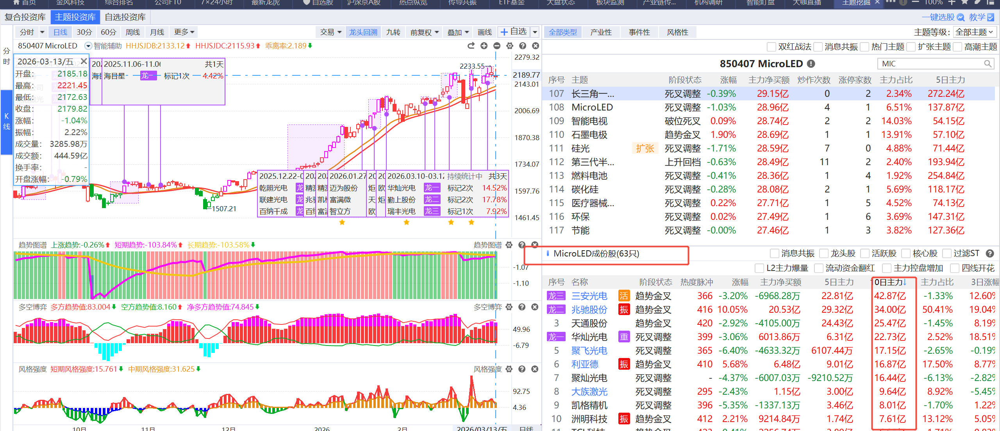 首页 金风科技 综合排名 公司F10 7×24小时 最新龙虎 自选股 沪深京A股 热点纵览 传导共振 ETF基金 大盘状态 板块监测 产业链传... 机构调研 智能盯盘 大咖直播 主题挖掘 100%
复合投资库 主题投资库 自选投资库 一键选股 教学
分时 日线 30分 60分 周线 月线 更多 交易 龙头回溯 九转 前复权 叠加 画线 自选
850407 MicroLED 智能辅助 HHJSJDB:2133.12 HHJSJDC:2115.93 乖离率:2.189
分时
K线
2026-03-13/五
开盘: 2185.18
最高: 2221.45
最低: 2172.63
收盘: 2179.82
涨幅: -1.04%
振幅: 2.22%
成交量: 3285.98万
成交额: 444.59亿
换手率: -
开盘涨幅: -0.79%
202 2025.11.06-11.06 共1天
海目 海目星 龙一 标记1次 4.42%
2233.55
2279.32
2189.77
2143.01
2006.69
1870.38
1734.07
1597.76
1461.45
1507.21
2025.12.22-0 202 20 2026.01.27 20 20 2026.03.10-03.12 持续统计中 共3天
乾照光电 龙 精测 精测 迈为股份 炬 欧 华灿光电 龙一 标记2次 14.52%
联建光电 龙 兆驰 凯格 富满微 天 炬 勤上股份 龙二 标记2次 17.78%
百纳千成 龙 百纳 富满 智立方 欧 瑞丰光电 龙三 标记1次 7.92%
趋势图谱 上涨趋势:-0.26% 短期趋势:-103.84% 长期趋势:-103.58% 趋势图谱
-1.07
-1.10
多空博弈 多方趋势值:83.004 空方趋势值:8.160 净多方趋势值:74.845 多空博弈
49.96
-6.79
风格强度 短期风格强度:15.761 中期风格强度:31.625 风格强度
92.75
4.36
10月 11月 12月 2026 2月 2026/03/13/五 日线
全部类型 产业性 事件性 风格性 主题等级: 全部主题
双红战法 消息共振 热门主题 扩张主题 高潮主题
850407 MicroLED MIC
序号 主题 阶段状态 涨幅 主力净买额 炒作次数 涨停家数 主力占比 5日主力
107 长三角一... 死叉调整 -0.39% 29.15亿 0 2 2.34% 272.24亿
108 MicroLED 死叉调整 -1.03% 28.96亿 4 1 6.51% 137.87亿
109 智能电视 破位死叉 0.09% 28.74亿 2 2 14.03% 54.15亿
110 石墨电极 趋势金叉 1.90% 28.69亿 1 1 13.91% 57.10亿
111 硅光 扩张 死叉调整 -1.71% 28.59亿 7 0 4.88% 71.44亿
112 第三代半... 上升回档 -0.63% 28.49亿 11 2 2.40% 193.94亿
113 燃料电池 死叉调整 -0.41% 28.36亿 1 4 1.92% 254.84亿
114 碳化硅 死叉调整 -0.28% 28.08亿 2 1 5.69% 118.17亿
115 医疗器械... 死叉调整 0.22% 27.71亿 1 5 4.52% 74.13亿
116 环保 死叉调整 0.02% 27.49亿 1 6 3.69% 147.31亿
117 节能 死叉调整 -0.00% 27.46亿 1 3 3.82% 127.36亿
MicroLED成份股(63只) 消息共振 龙头股 活跃股 核心股 过滤ST
L2主力爆量 流动资金翻红 主力控盘增加 四线开花
序号 名称 阶段状态 热度脉冲 涨幅 主力净买额 5日主力 10日主力↓ 主力占比 3日涨幅
龙三 三安光电 活 趋势金叉 366 -3.20% -6968.28万 22.81亿 42.87亿 -1.33% 12.60%
龙二 兆驰股份 振 趋势金叉 416 10.05% 20.53亿 29.32亿 34.00亿 50.41% 19.04%
3 天通股份 趋势金叉 420 -2.92% -4105.00万 24.43亿 25.47亿 -1.45% 8.19%
龙一 华灿光电 重 死叉调整 399 -3.06% 6013.86万 6.31亿 22.73亿 2.52% 18.51%
5 聚飞光电 死叉调整 365 -6.40% -4633.32万 6107.44万 17.15亿 -2.65% -0.19%
6 利亚德 振 趋势金叉 410 5.68% 6.48亿 9.01亿 16.87亿 17.50% 8.77%
7 聚灿光电 死叉调整 - -4.37% -6007.03万 -9210.52万 16.44亿 -6.13% -2.82%
8 大族激光 死叉调整 295 -2.43% 1.15亿 3.00亿 9.64亿 8.92% -5.45%
9 凯格精机 死叉调整 396 -5.35% -1337.13万 3.46亿 8.01亿 -1.70% 1.22%
10 洲明科技 振 趋势金叉 412 2.21% 9214.84万 1.74亿 7.61亿 13.12% 5.05%